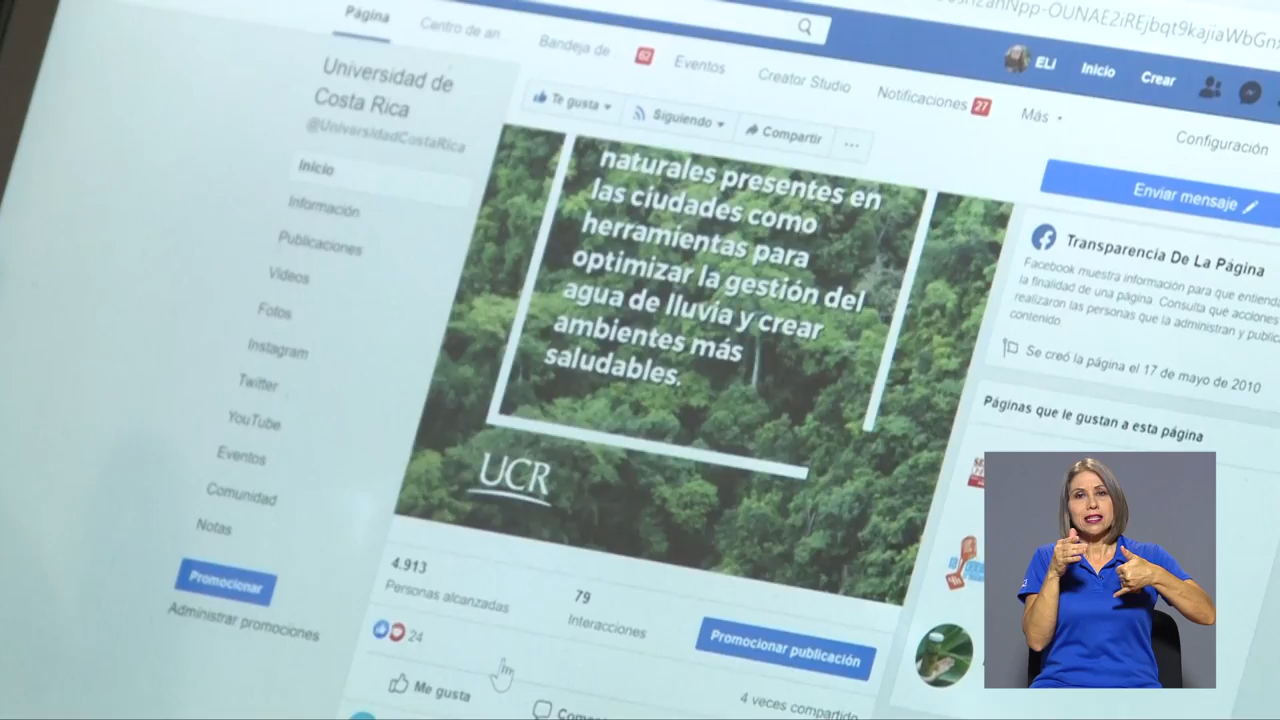 Página
Centro de an
Bandeja de
62
Eventos
Creator Studio
Notificaciones 27
Más
Configuración
ELI
Inicio
Crear
Universidad de
Costa Rica
@UniversidadCostaRica
Inicio
Información
Publicaciones
Videos
Fotos
Instagram
Twitter
YouTube
Eventos
Comunidad
Notas
Promocionar
Administrar promociones
Te gusta
Siguiendo
Compartir
...
naturales presentes en
las ciudades como
herramientas para
optimizar la gestión del
agua de lluvia y crear
ambientes más
saludables.
UCR
4.913
Personas alcanzadas
79
Interacciones
Promocionar publicación
24
4 veces compartido
Me gusta
Enviar mensaje
Transparencia De La Página
Facebook muestra información para que entiend
la finalidad de una página. Consulta qué acciones
realizaron las personas que la administran y public
contenido
Se creó la página el 17 de mayo de 2010
Páginas que le gustan a esta página